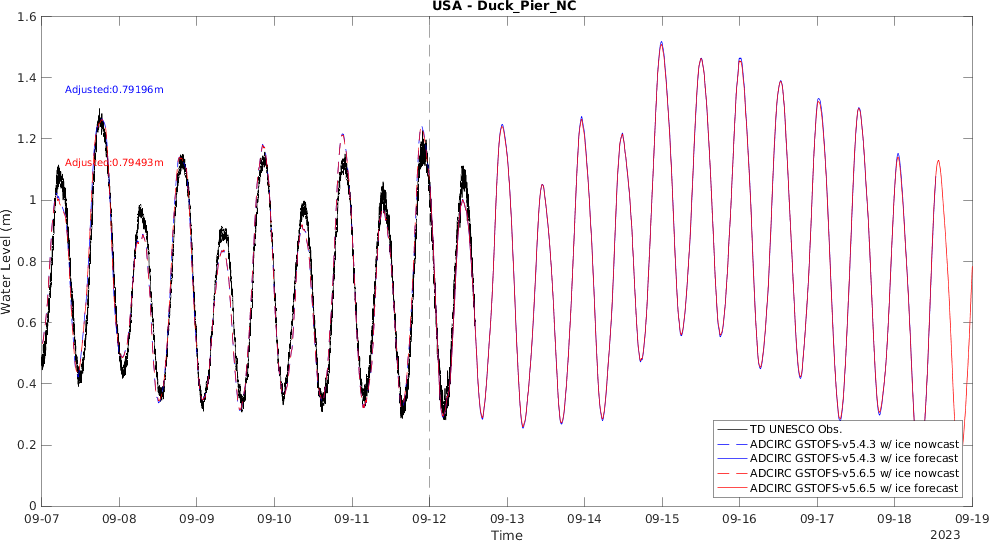 USA - Duck_Pier_NC
1.6
1.4
1.2
1
0.8
0.6
0.4
0.2
0
Water Level (m)
Adjusted:0.79196m
Adjusted:0.79493m
TD UNESCO Obs.
ADCIRC GSTOFS-v5.4.3 w/ ice nowcast
ADCIRC GSTOFS-v5.4.3 w/ ice forecast
ADCIRC GSTOFS-v5.6.5 w/ ice nowcast
ADCIRC GSTOFS-v5.6.5 w/ ice forecast
09-07 09-08 09-09 09-10 09-11 09-12 09-13 09-14 09-15 09-16 09-17 09-18 09-19
Time
2023